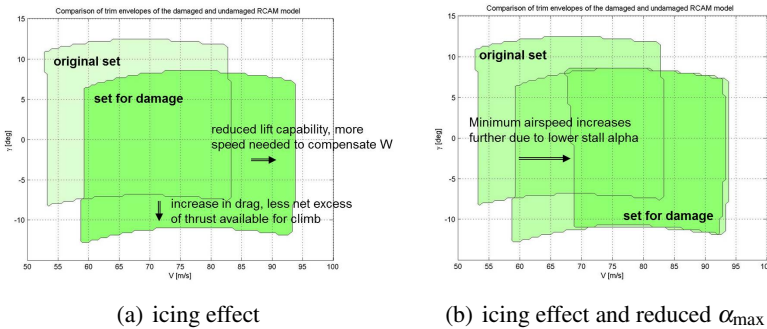 Comparison of trim envelopes of the damaged and undamaged RCAM model
15
10
5
0
-5
-10
-15
γ [deg]
original set
set for damage
reduced lift capability, more
speed needed to compensate W
increase in drag, less net excess
of thrust available for climb
50 55 60 65 70 75 80 85 90 95 100
V [m/s]
(a) icing effect
Comparison of trim envelopes of the damaged and undamaged RCAM model
15
10
5
0
-5
-10
-15
γ [deg]
original set
Minimum airspeed increases
further due to lower stall alpha
set for damage
50 55 60 65 70 75 80 85 90 95 100
V [m/s]
(b) icing effect and reduced αmax